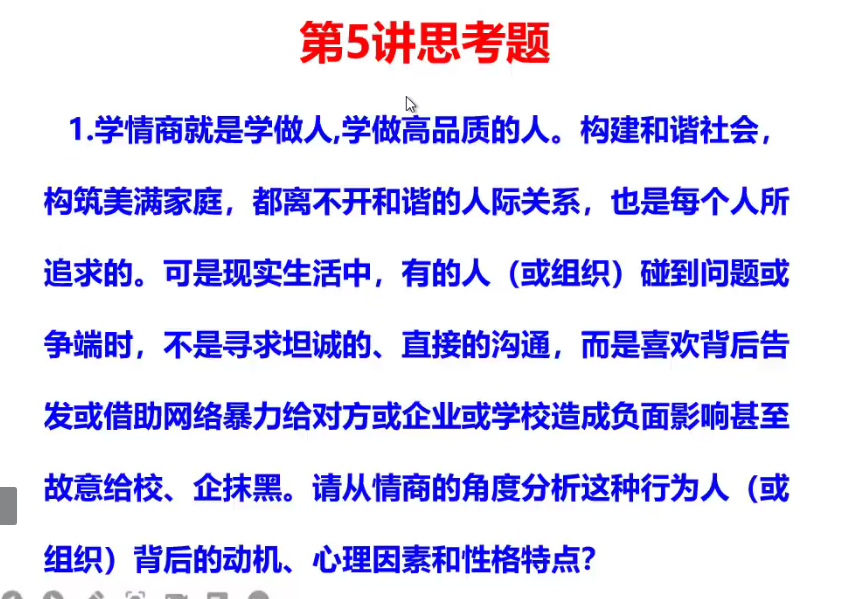 第5讲思考题
1.学情商就是学做人,学做高品质的人。构建和谐社会，
构筑美满家庭，都离不开和谐的人际关系，也是每个人所
追求的。可是现实生活中，有的人（或组织）碰到问题或
争端时，不是寻求坦诚的、直接的沟通，而是喜欢背后告
发或借助网络暴力给对方或企业或学校造成负面影响甚至
故意给校、企抹黑。请从情商的角度分析这种行为人（或
组织）背后的动机、心理因素和性格特点？